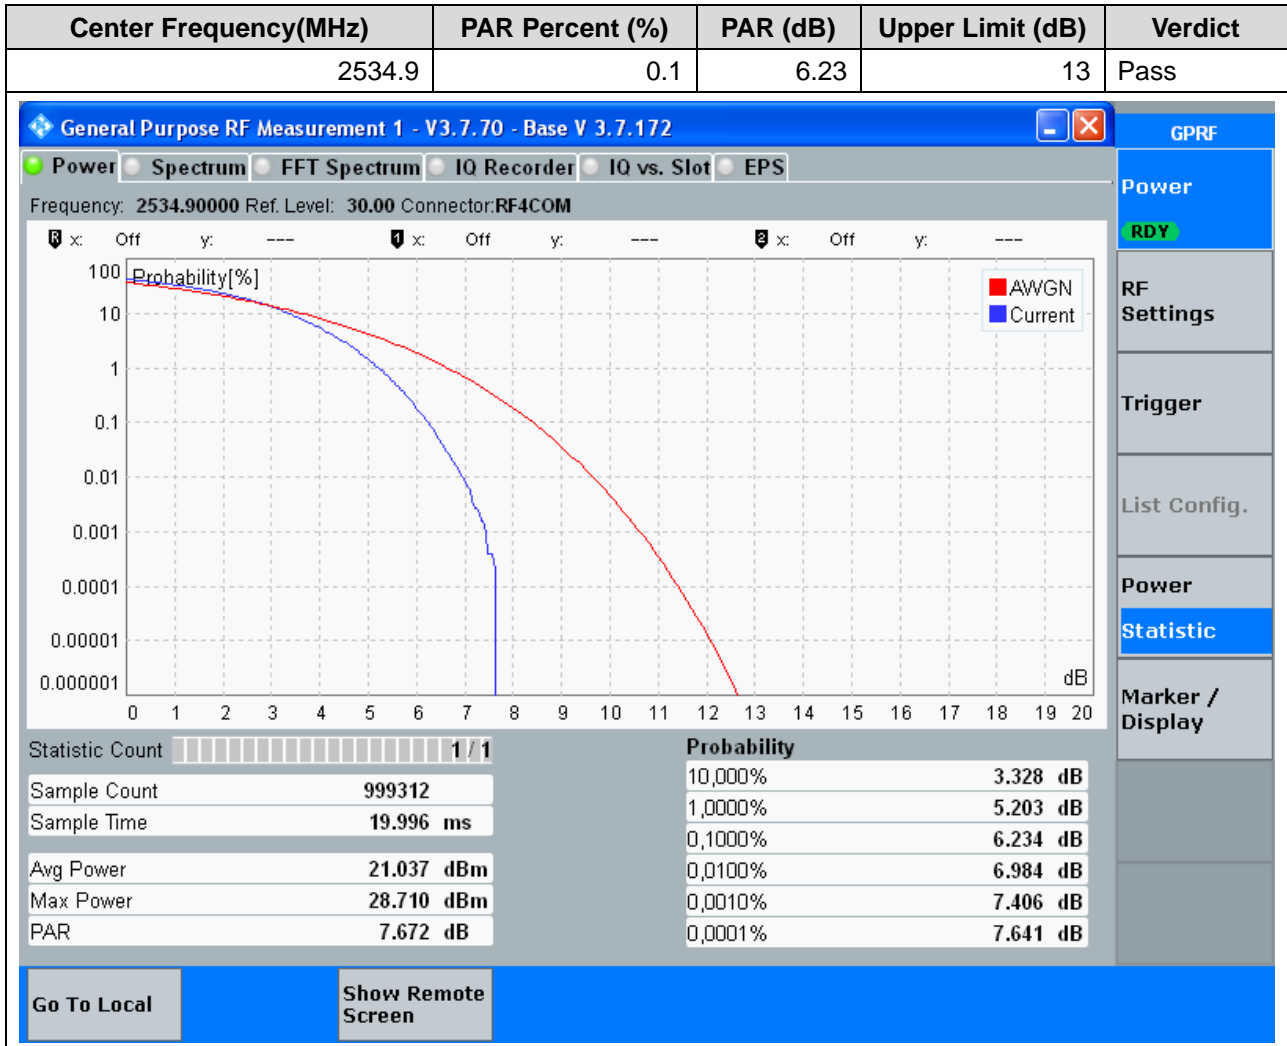 Center Frequency(MHz) PAR Percent (%) PAR (dB) Upper Limit (dB) Verdict
2534.9 0.1 6.23 13 Pass
General Purpose RF Measurement 1 - V3.7.70 - Base V 3.7.172
GPRF
Power Spectrum FFT Spectrum IQ Recorder IQ vs. Slot EPS
Frequency: 2534.90000 Ref. Level: 30.00 Connector:RF4COM
R x: Off y: --- 1 x: Off y: --- 2 x: Off y: ---
Probability[%]
AWGN
Current
100
10
1
0.1
0.01
0.001
0.0001
0.00001
0.000001
dB
0 1 2 3 4 5 6 7 8 9 10 11 12 13 14 15 16 17 18 19 20
Statistic Count 1 / 1
Sample Count 999312
Sample Time 19.996 ms
Avg Power 21.037 dBm
Max Power 28.710 dBm
PAR 7.672 dB
Probability
10,000% 3.328 dB
1,0000% 5.203 dB
0,1000% 6.234 dB
0,0100% 6.984 dB
0,0010% 7.406 dB
0,0001% 7.641 dB
Power
RDY
RF
Settings
Trigger
List Config.
Power
Statistic
Marker /
Display
Go To Local
Show Remote
Screen